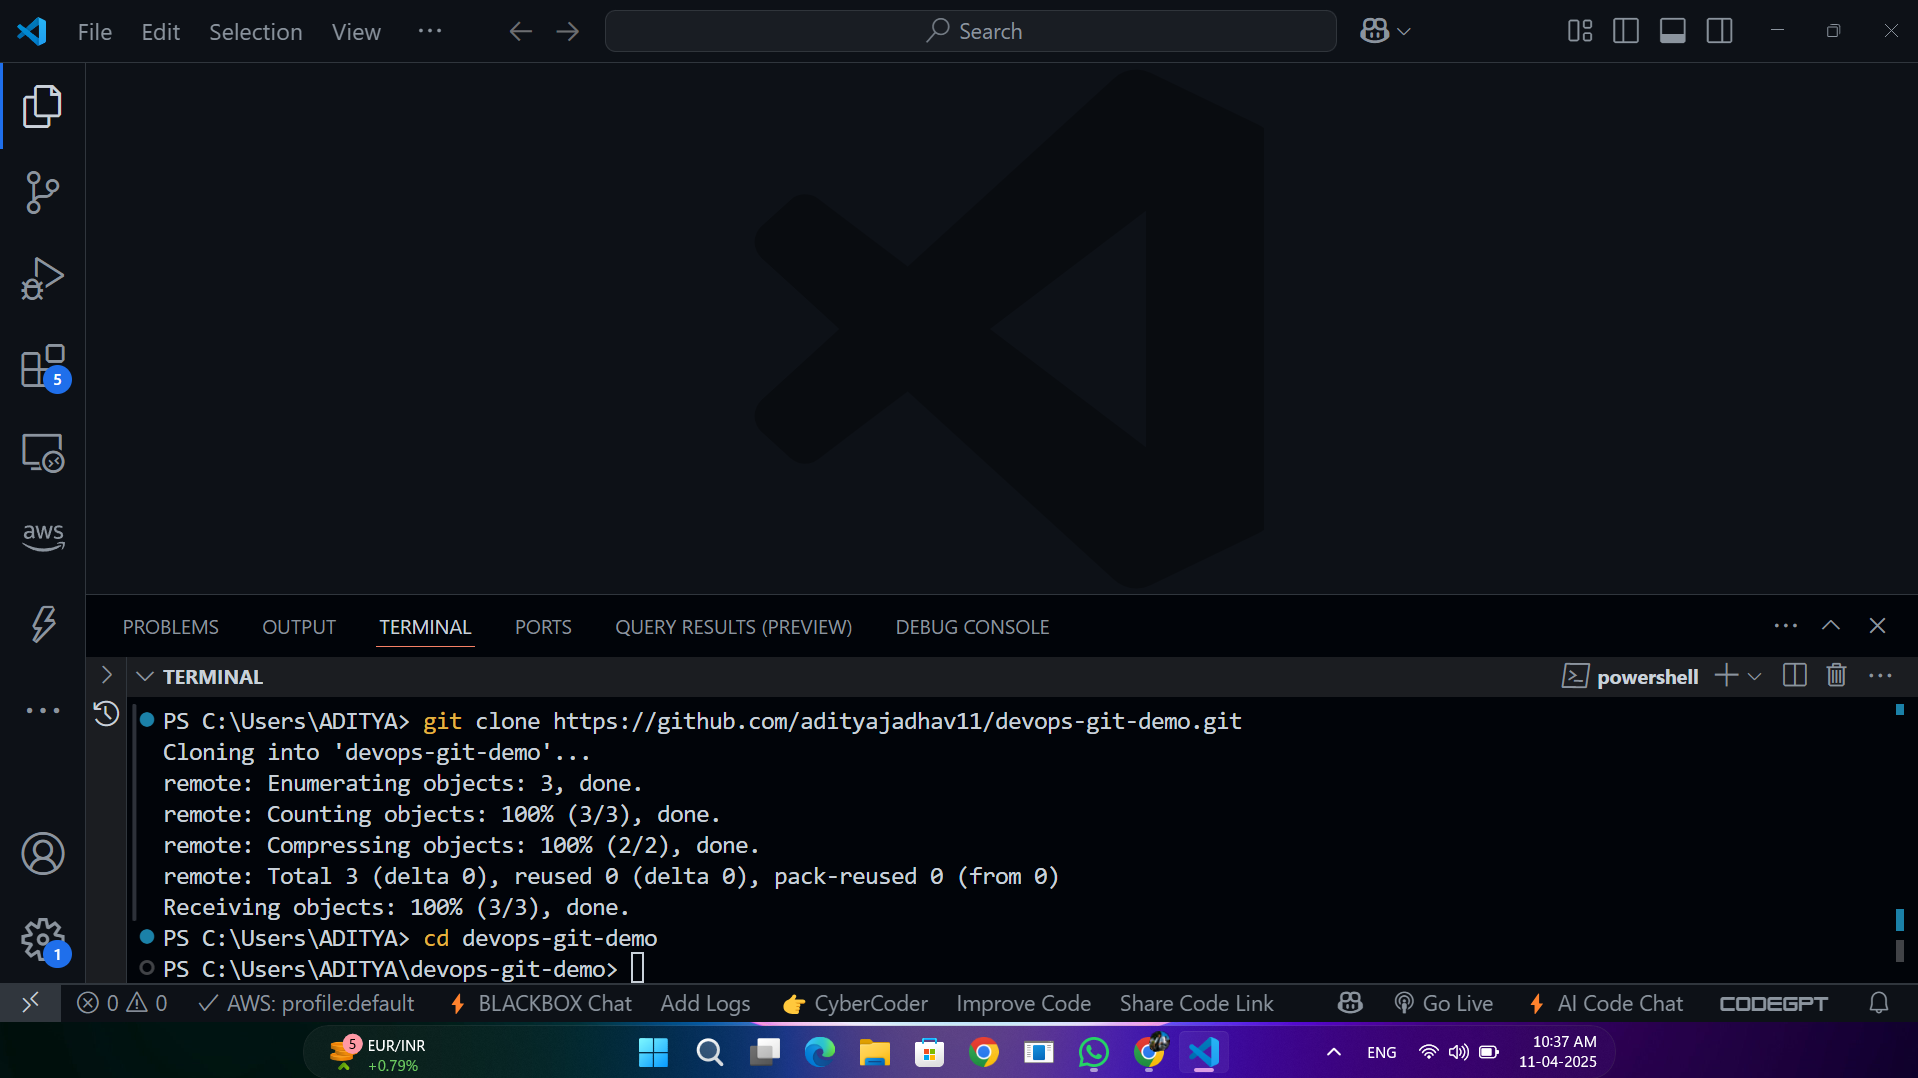 File Edit Selection View ··· Search
5
aws
PROBLEMS OUTPUT TERMINAL PORTS QUERY RESULTS (PREVIEW) DEBUG CONSOLE
TERMINAL powershell
PS C:\Users\ADITYA> git clone https://github.com/adityajadhav11/devops-git-demo.git
Cloning into 'devops-git-demo'...
remote: Enumerating objects: 3, done.
remote: Counting objects: 100% (3/3), done.
remote: Compressing objects: 100% (2/2), done.
remote: Total 3 (delta 0), reused 0 (delta 0), pack-reused 0 (from 0)
Receiving objects: 100% (3/3), done.
PS C:\Users\ADITYA> cd devops-git-demo
PS C:\Users\ADITYA\devops-git-demo>
1
0 0 AWS: profile:default BLACKBOX Chat Add Logs 👉 CyberCoder Improve Code Share Code Link Go Live AI Code Chat CODEGPT
5 EUR/INR
+0.79%
ENG
10:37 AM
11-04-2025